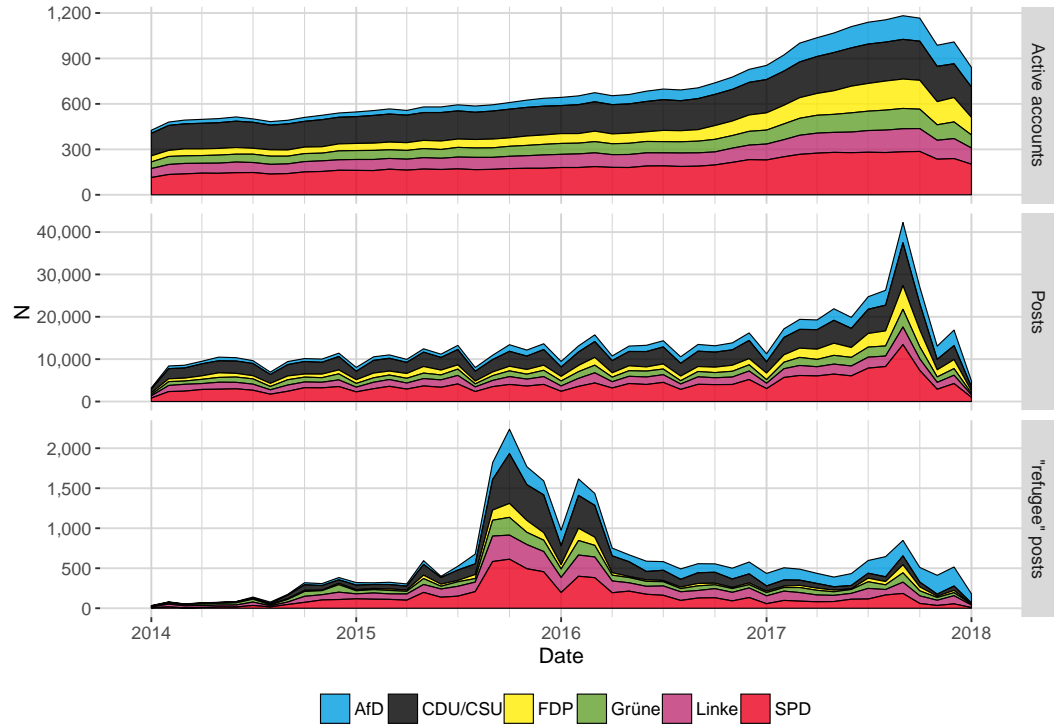 1,200
900
600
300
0
Active accounts
40,000
30,000
20,000
10,000
0
Posts
N
2,000
1,500
1,000
500
0
"refugee" posts
2014 2015 2016 2017 2018
Date
AfD CDU/CSU FDP Grüne Linke SPD